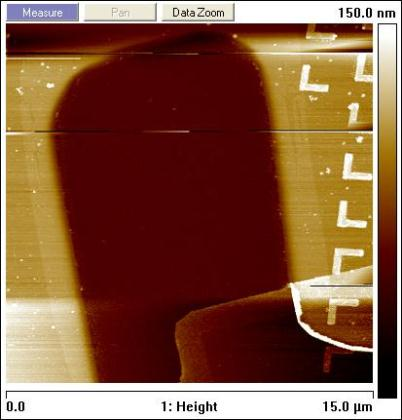 Measure Pan Data Zoom 150.0 nm
0.0 1: Height 15.0 µm